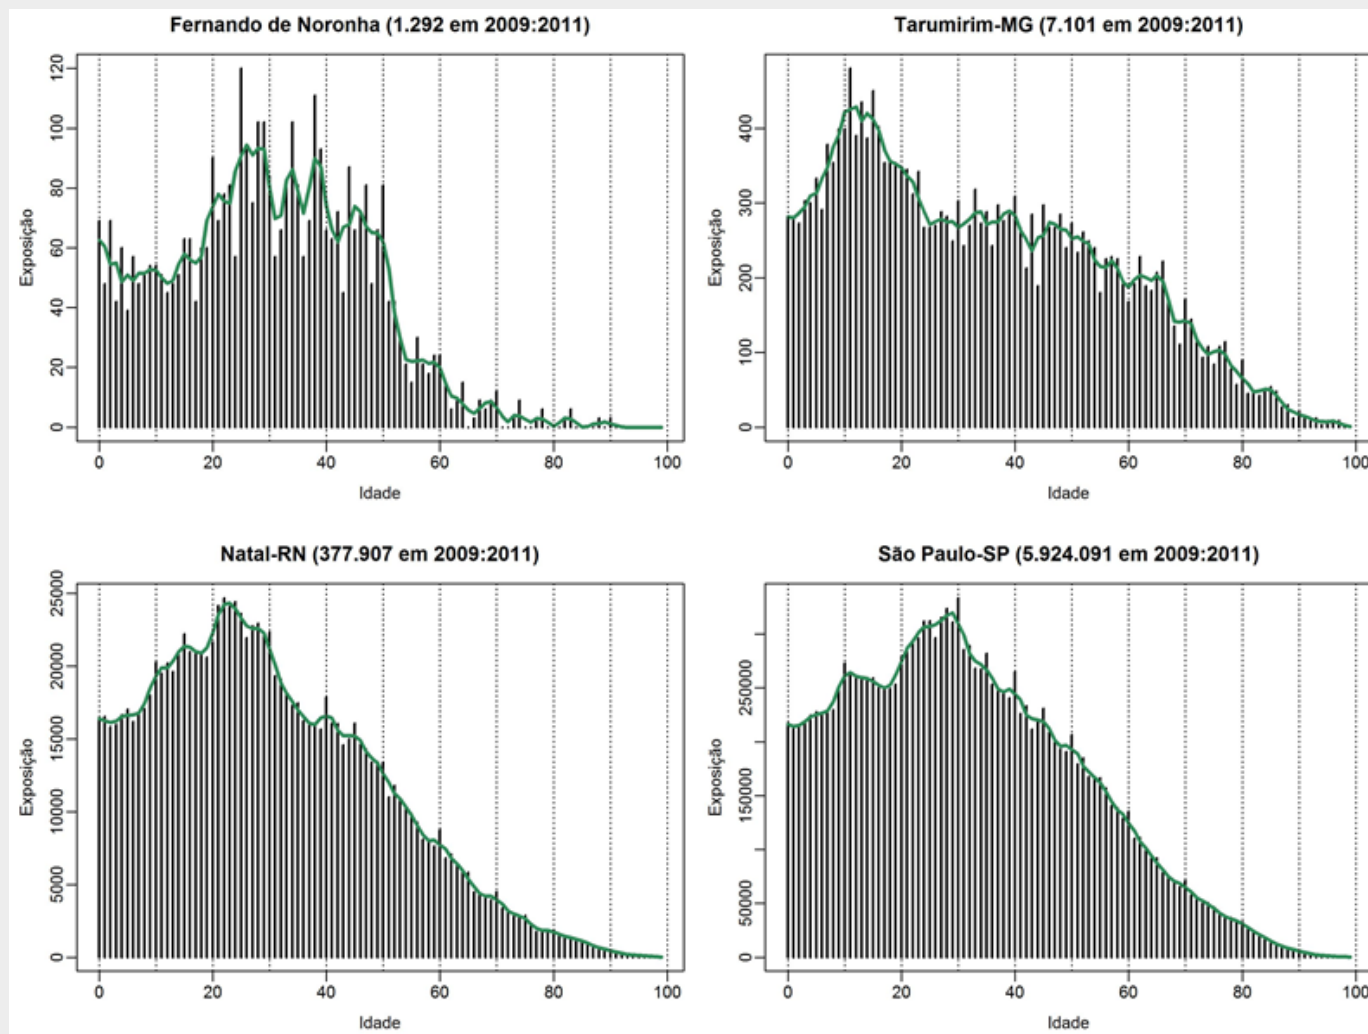 Fernando de Noronha (1.292 em 2009:2011)
Exposição
120
100
80
60
40
20
0
0 20 40 60 80 100
Idade
Tarumirim-MG (7.101 em 2009:2011)
Exposição
400
300
200
100
0
0 20 40 60 80 100
Idade
Natal-RN (377.907 em 2009:2011)
Exposição
25000
20000
15000
10000
5000
0
0 20 40 60 80 100
Idade
São Paulo-SP (5.924.091 em 2009:2011)
Exposição
250000
150000
50000
0
0 20 40 60 80 100
Idade